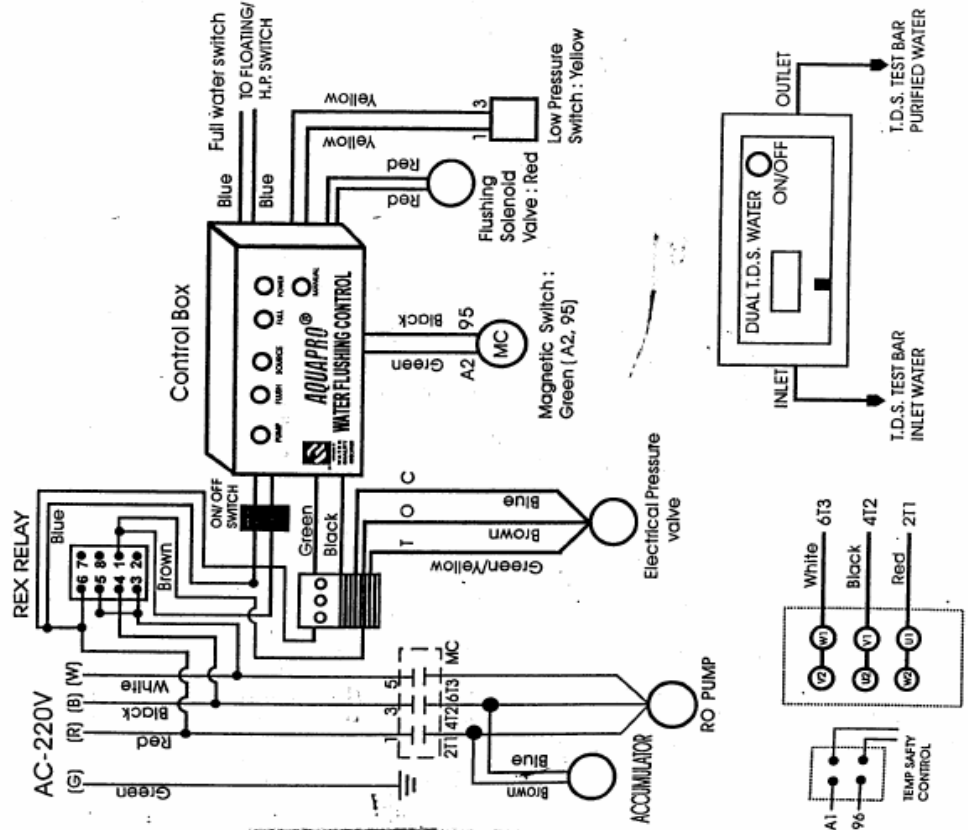 REX RELAY
AC-220V
(G)
(R)
(B)
(W)
Green
Red
Black
White
Blue
6 7
5 8
4 1
3 2
Brown
ON/OFF
SWITCH
Control Box
Blue
Blue
Full water switch
TO FLOATING/
H.P. SWITCH
PUMP
FLUSH
SOURCE
FULL
POWER
MANUAL
AQUAPRO®
WATER FLUSHING CONTROL
WATER
QUALITY
Green
Black
Yellow
Yellow
1
3
Low Pressure
Switch : Yellow
Red
Red
Flushing
Solenoid
Valve : Red
Green
Black
A2
95
MC
Magnetic Switch :
Green ( A2, 95)
T
O
C
Green/Yellow
Brown
Blue
Electrical Pressure
valve
1
3
5
2T1
4T2
6T3
MC
Brown
Blue
ACCUMULATOR
RO PUMP
A1
96
TEMP SAFTY
CONTROL
V2
W1
White
6T3
U2
V1
Black
4T2
W2
U1
Red
2T1
INLET
DUAL T.D.S. WATER
ON/OFF
OUTLET
T.D.S. TEST BAR
INLET WATER
T.D.S. TEST BAR
PURIFIED WATER